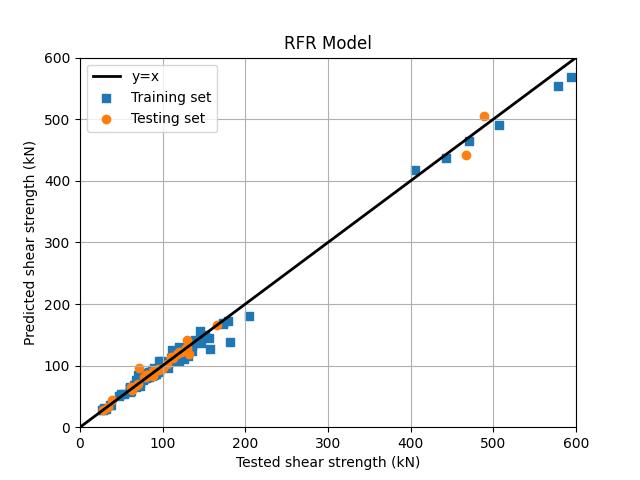 RFR Model
y=x
Training set
Testing set
Predicted shear strength (kN)
600
500
400
300
200
100
0
0 100 200 300 400 500 600
Tested shear strength (kN)